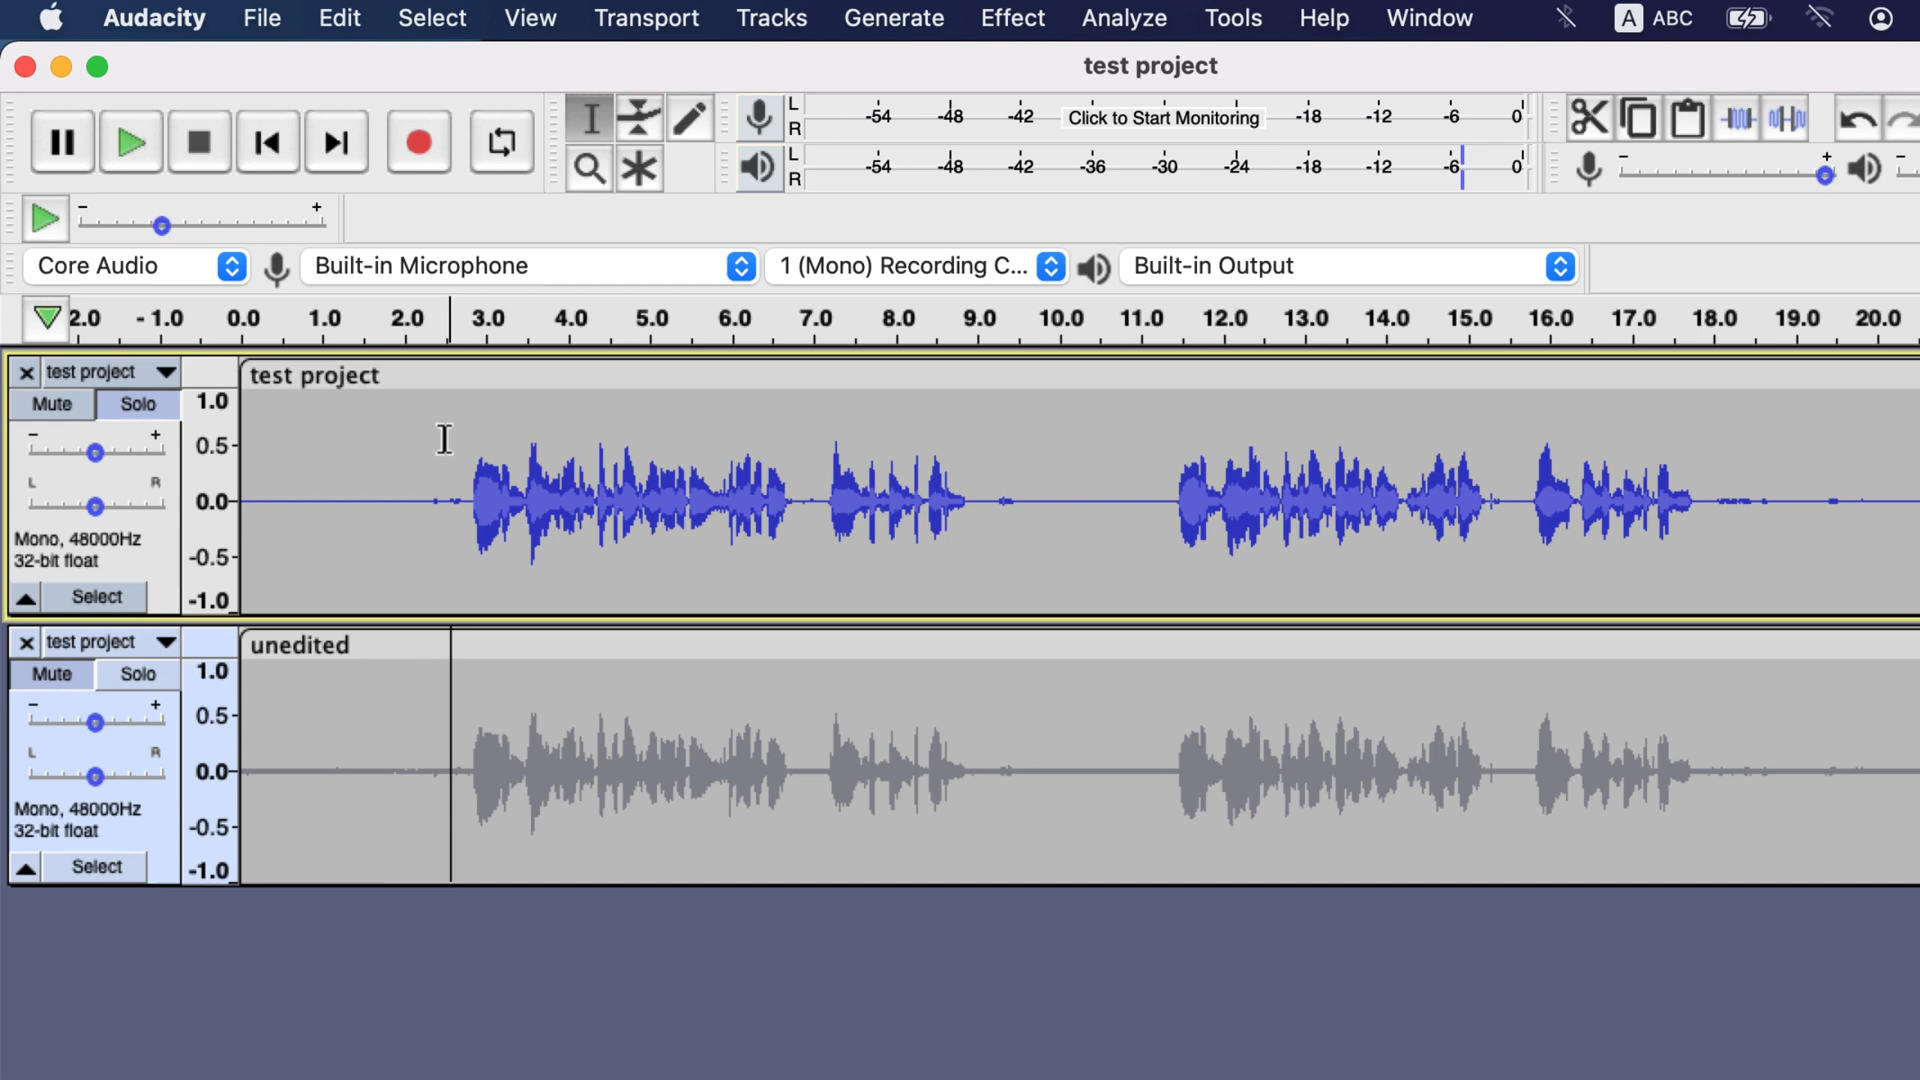 Audacity File Edit Select View Transport Tracks Generate Effect Analyze Tools Help Window A ABC
test project
L -54 -48 -42 Click to Start Monitoring -18 -12 -6 0
R
L -54 -48 -42 -36 -30 -24 -18 -12 -6 0
R
- +
-
- +
Core Audio Built-in Microphone 1 (Mono) Recording C... Built-in Output
2.0 -1.0 0.0 1.0 2.0 3.0 4.0 5.0 6.0 7.0 8.0 9.0 10.0 11.0 12.0 13.0 14.0 15.0 16.0 17.0 18.0 19.0 20.0
× test project test project
Mute Solo 1.0
- + 0.5
L R
0.0
Mono, 48000Hz
32-bit float -0.5
Select -1.0
× test project unedited
Mute Solo 1.0
- + 0.5
L R
0.0
Mono, 48000Hz
32-bit float -0.5
Select -1.0